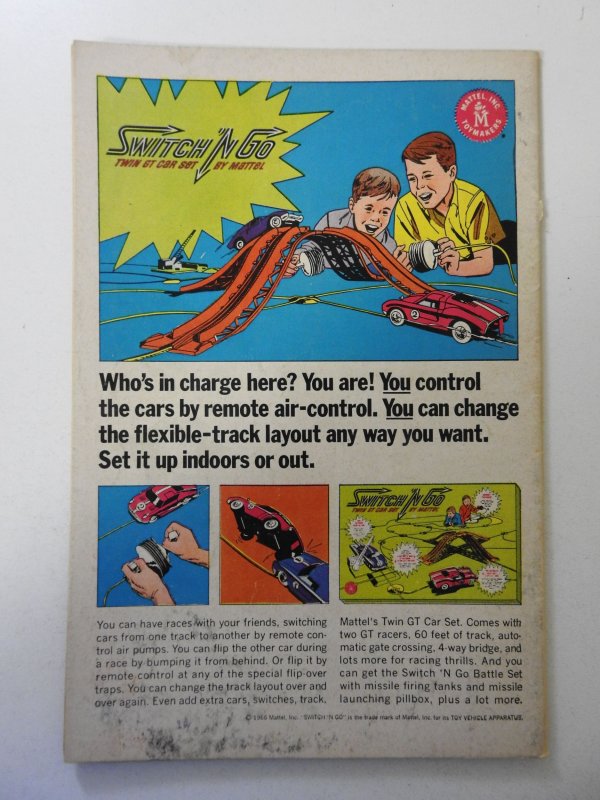 MATTEL, INC.
M
TOYMAKERS
SWITCH 'N GO
TWIN GT CAR SET BY MATTEL
2
Who's in charge here? You are! You control
the cars by remote air-control. You can change
the flexible-track layout any way you want.
Set it up indoors or out.
SWITCH 'N GO
TWIN GT CAR SET BY MATTEL
You can have races with your friends, switching
cars from one track to another by remote con-
trol air pumps. You can flip the other car during
a race by bumping it from behind. Or flip it by
remote control at any of the special flip-over
traps. You can change the track layout over and
over again. Even add extra cars, switches, track.
Mattel's Twin GT Car Set. Comes with
two GT racers, 60 feet of track, auto-
matic gate crossing, 4-way bridge, and
lots more for racing thrills. And you
can get the Switch 'N Go Battle Set
with missile firing tanks and missile
launching pillbox, plus a lot more.
© 1966 Mattel, Inc. "SWITCH 'N GO" is the trade mark of Mattel, Inc. for its TOY VEHICLE APPARATUS.